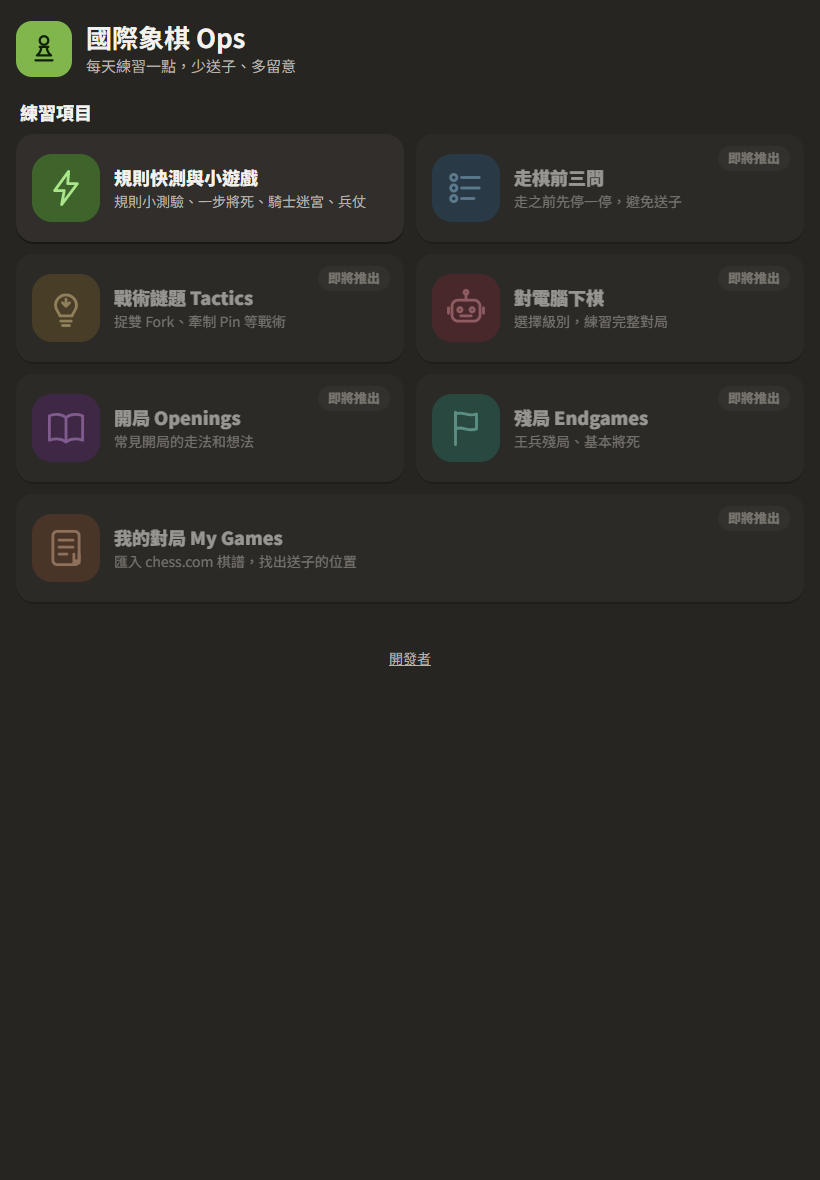 國際象棋 Ops
每天練習一點，少送子、多留意
練習項目
規則快測與小遊戲
規則小測驗、一步將死、騎士迷宮、兵仗
即將推出
走棋前三問
走之前先停一停，避免送子
即將推出
戰術謎題 Tactics
捉雙 Fork、牽制 Pin 等戰術
即將推出
對電腦下棋
選擇級別，練習完整對局
即將推出
開局 Openings
常見開局的走法和想法
即將推出
殘局 Endgames
王兵殘局、基本將死
即將推出
我的對局 My Games
匯入 chess.com 棋譜，找出送子的位置
開發者